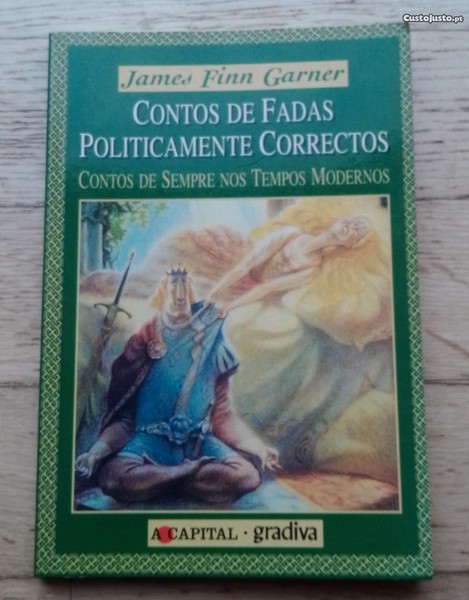 CustoJusto.pt
James Finn Garner
CONTOS DE FADAS
POLITICAMENTE CORRECTOS
CONTOS DE SEMPRE NOS TEMPOS MODERNOS
A CAPITAL · gradiva